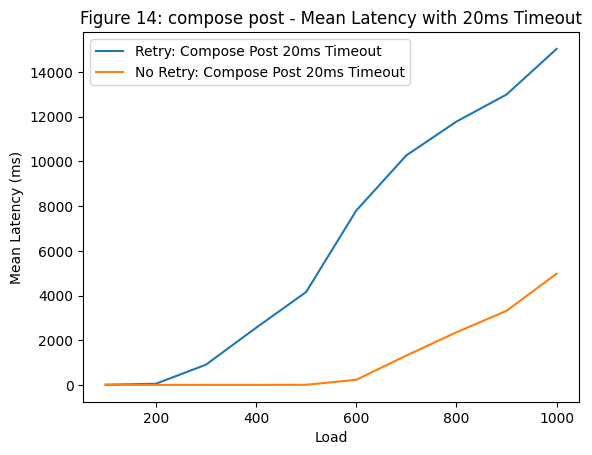 Figure 14: compose post - Mean Latency with 20ms Timeout
Retry: Compose Post 20ms Timeout
No Retry: Compose Post 20ms Timeout
Mean Latency (ms)
14000
12000
10000
8000
6000
4000
2000
0
200 400 600 800 1000
Load